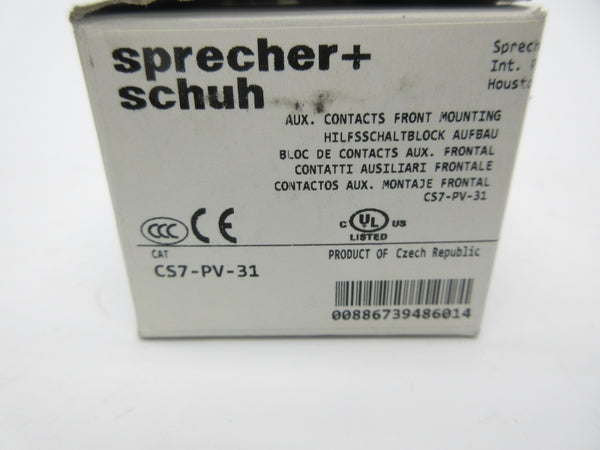 sprecher+
schuh
Int.
AUX. CONTACTS FRONT MOUNTING
HILFSSCHALTBLOCK AUFBAU
BLOC DE CONTACTS AUX. FRONTAL
CONTATTI AUSILIARI FRONTALE
CONTACTOS AUX. MONTAJE FRONTAL
CS7-PV-31
CCC CE
C UL US
LISTED
CAT
PRODUCT OF Czech Republic
CS7-PV-31
00886739486014